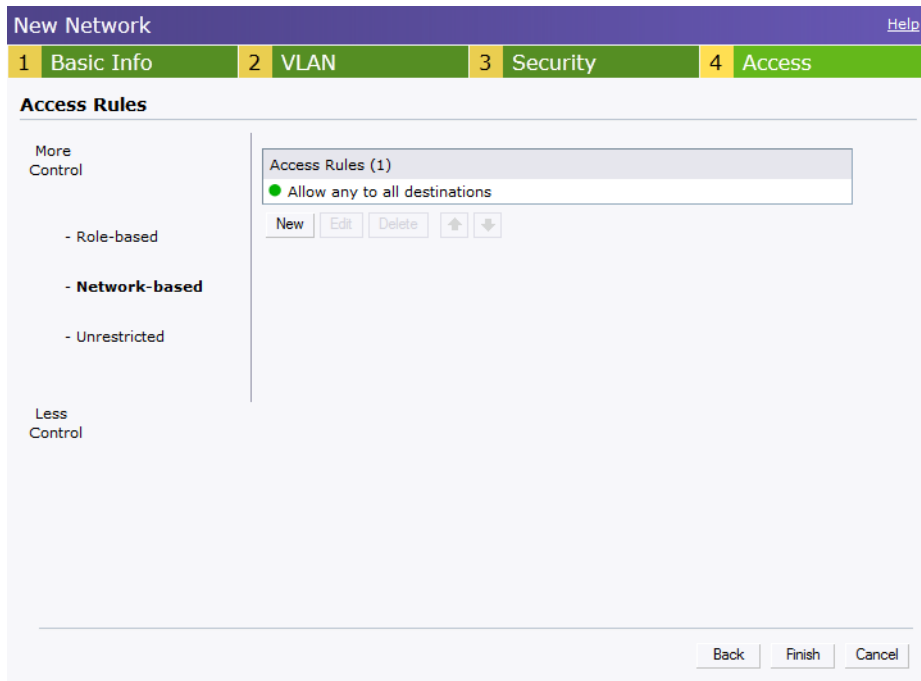 New Network Help
1 Basic Info 2 VLAN 3 Security 4 Access
Access Rules
More
Control
- Role-based
- Network-based
- Unrestricted
Less
Control
Access Rules (1)
Allow any to all destinations
New Edit Delete
Back Finish Cancel